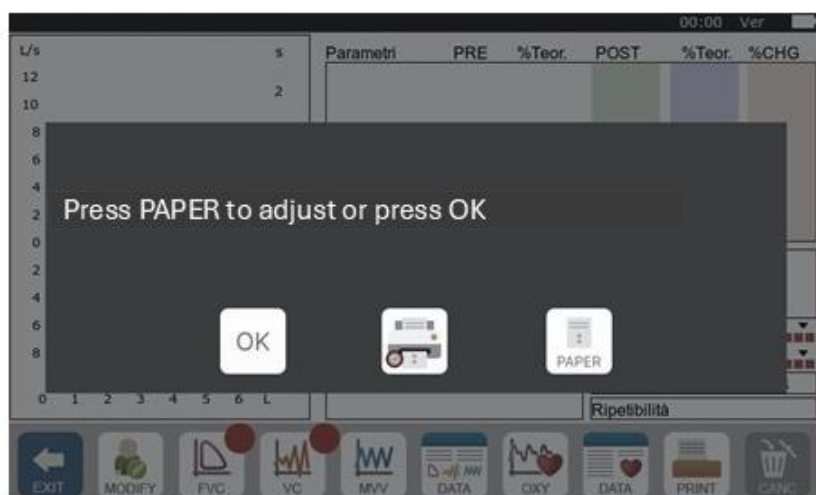 00:00 Ver
L/s s Parametri PRE %Teor. POST %Teor. %CHG
12
2
10
8
6
4
2
0
2
4
6
8
Press PAPER to adjust or press OK
OK PAPER
0 1 2 3 4 5 6 L
Ripetibilità
EXIT MODIFY FVC VC MVV DATA OXY DATA PRINT CANC